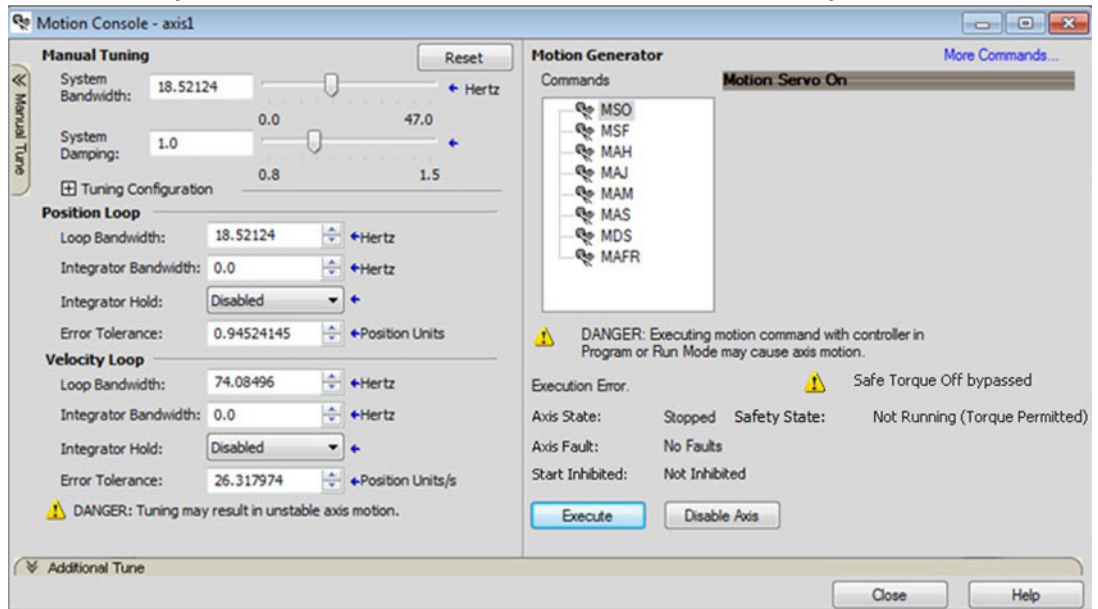 Motion Console - axis1
Manual Tuning
Reset
Manual Tune
System Bandwidth:
18.52124
Hertz
0.0 47.0
System Damping:
1.0
0.8 1.5
Tuning Configuration
Position Loop
Loop Bandwidth: 18.52124 Hertz
Integrator Bandwidth: 0.0 Hertz
Integrator Hold: Disabled
Error Tolerance: 0.94524145 Position Units
Velocity Loop
Loop Bandwidth: 74.08496 Hertz
Integrator Bandwidth: 0.0 Hertz
Integrator Hold: Disabled
Error Tolerance: 26.317974 Position Units/s
DANGER: Tuning may result in unstable axis motion.
Motion Generator
More Commands...
Commands
Motion Servo On
MSO
MSF
MAH
MAJ
MAM
MAS
MDS
MAFR
DANGER: Executing motion command with controller in
Program or Run Mode may cause axis motion.
Execution Error.
Safe Torque Off bypassed
Axis State: Stopped Safety State: Not Running (Torque Permitted)
Axis Fault: No Faults
Start Inhibited: Not Inhibited
Execute Disable Axis
Additional Tune
Close Help